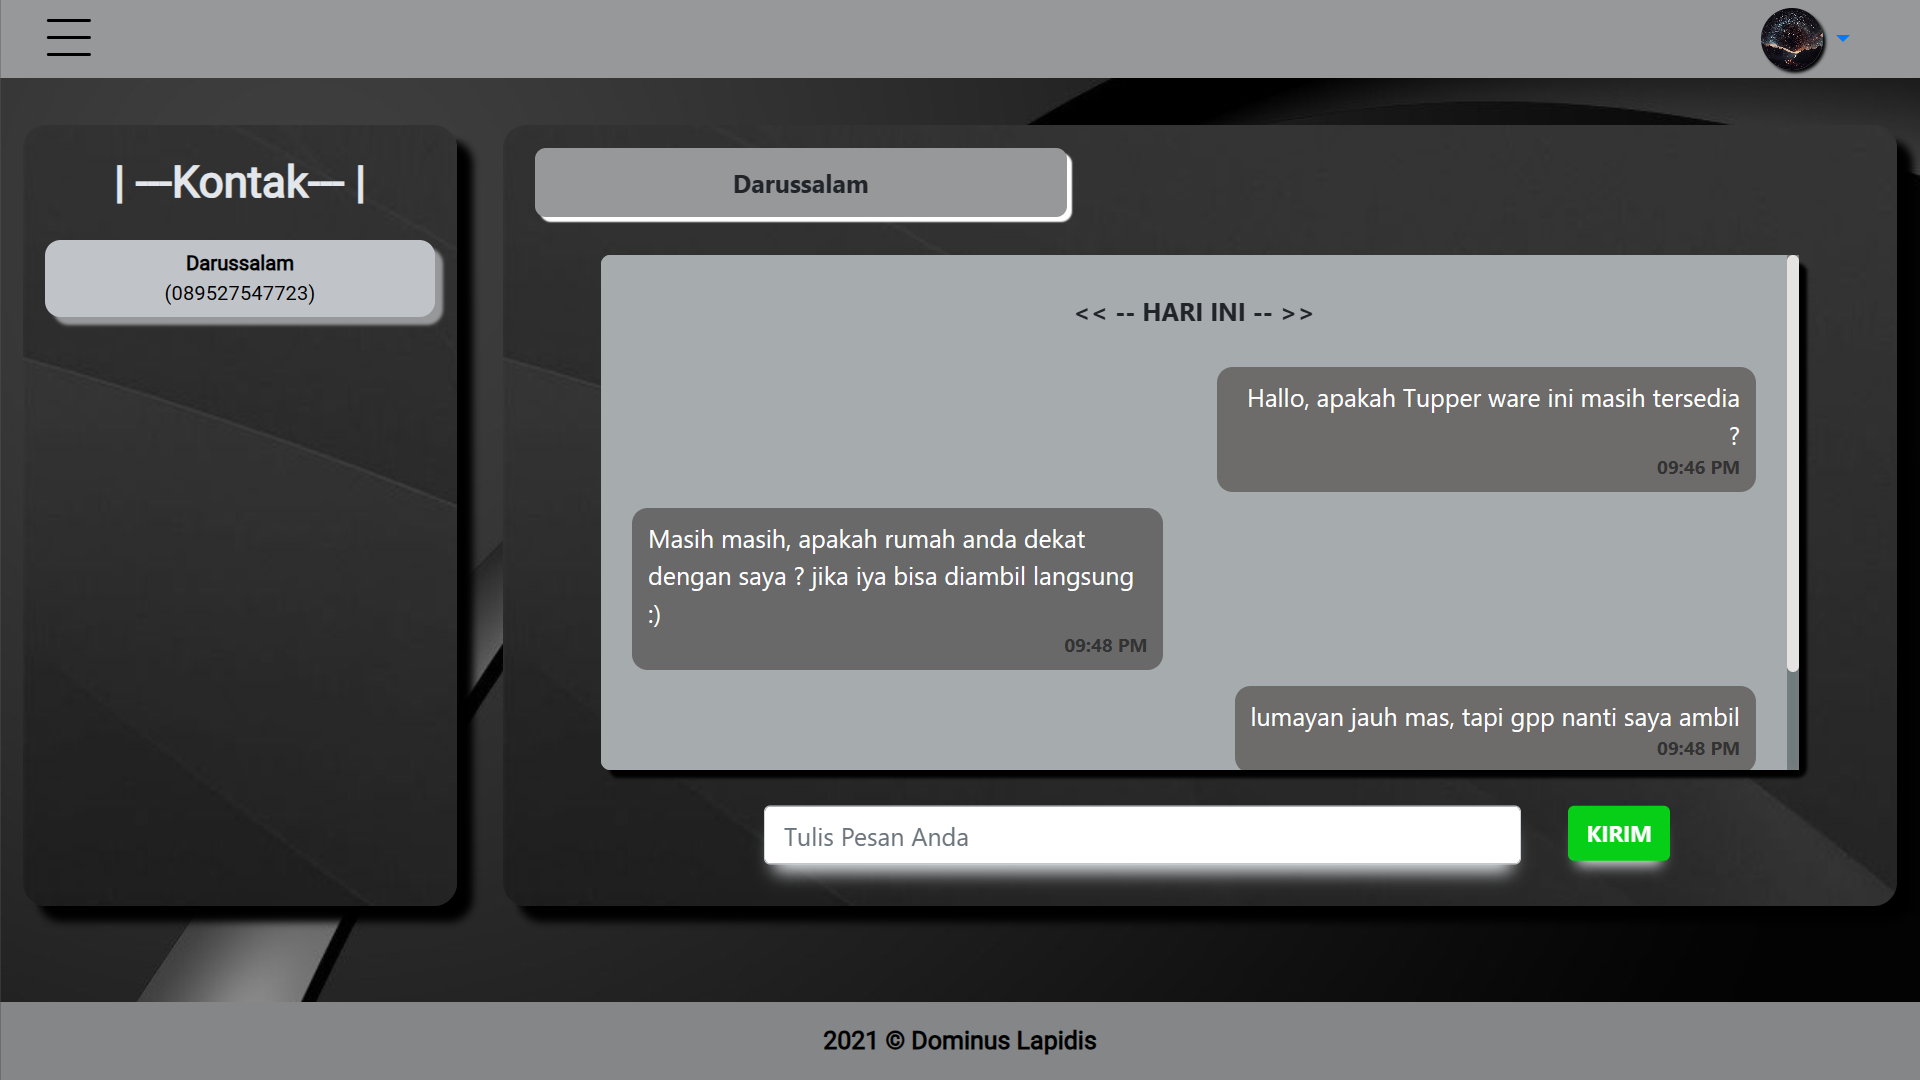 | ---Kontak--- |
Darussalam
(089527547723)
Darussalam
<< -- HARI INI -- >>
Hallo, apakah Tupper ware ini masih tersedia
?
09:46 PM
Masih masih, apakah rumah anda dekat
dengan saya ? jika iya bisa diambil langsung
:)
09:48 PM
lumayan jauh mas, tapi gpp nanti saya ambil
09:48 PM
Tulis Pesan Anda
KIRIM
2021 © Dominus Lapidis